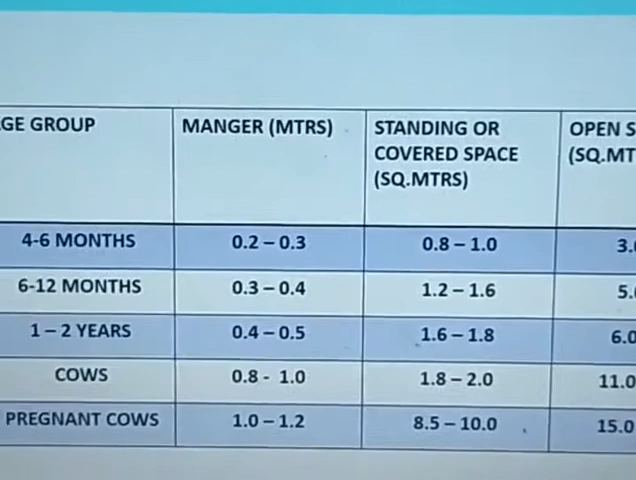 GE GROUP MANGER (MTRS) STANDING OR OPEN S
COVERED SPACE (SQ.MT
(SQ.MTRS)
4-6 MONTHS 0.2 – 0.3 0.8 – 1.0 3.
6-12 MONTHS 0.3 – 0.4 1.2 – 1.6 5.
1 – 2 YEARS 0.4 – 0.5 1.6 – 1.8 6.0
COWS 0.8 - 1.0 1.8 – 2.0 11.0
PREGNANT COWS 1.0 – 1.2 8.5 – 10.0 15.0